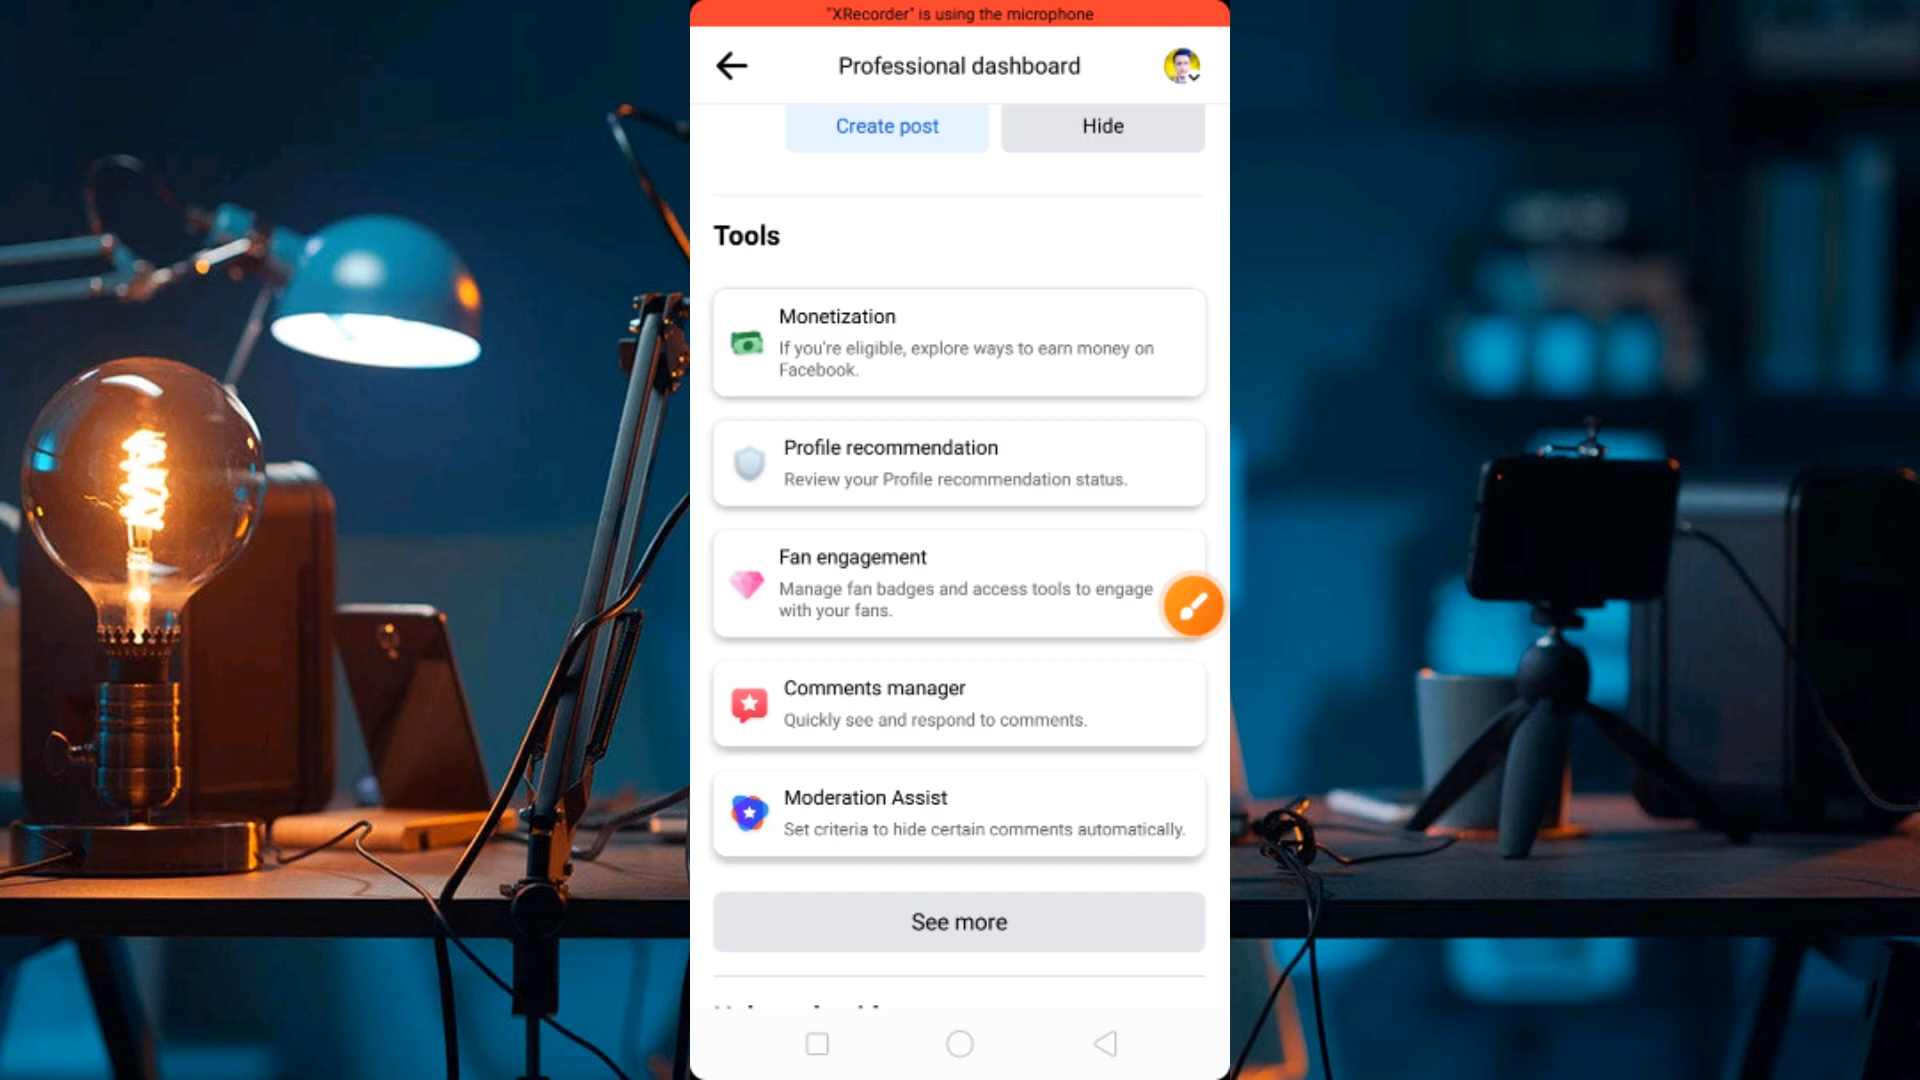 "XRecorder" is using the microphone
Professional dashboard
Create post
Hide
Tools
Monetization
If you're eligible, explore ways to earn money on
Facebook.
Profile recommendation
Review your Profile recommendation status.
Fan engagement
Manage fan badges and access tools to engage
with your fans.
Comments manager
Quickly see and respond to comments.
Moderation Assist
Set criteria to hide certain comments automatically.
See more